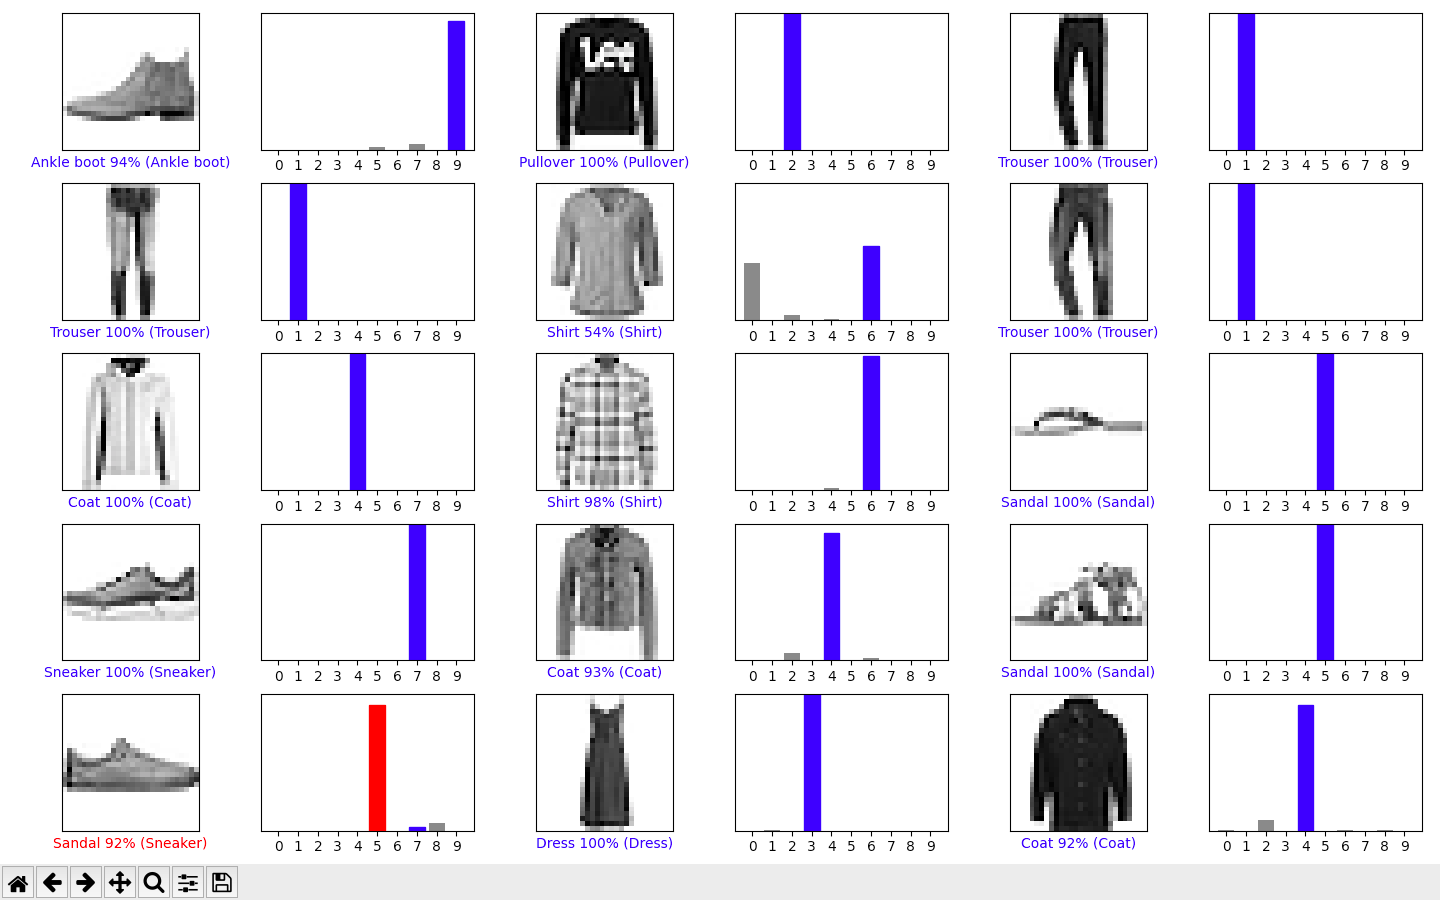 Lee
0 1 2 3 4 5 6 7 8 9
0 1 2 3 4 5 6 7 8 9
0 1 2 3 4 5 6 7 8 9
Ankle boot 94% (Ankle boot)
Pullover 100% (Pullover)
Trouser 100% (Trouser)
0 1 2 3 4 5 6 7 8 9
0 1 2 3 4 5 6 7 8 9
0 1 2 3 4 5 6 7 8 9
Trouser 100% (Trouser)
Shirt 54% (Shirt)
Trouser 100% (Trouser)
0 1 2 3 4 5 6 7 8 9
0 1 2 3 4 5 6 7 8 9
0 1 2 3 4 5 6 7 8 9
Coat 100% (Coat)
Shirt 98% (Shirt)
Sandal 100% (Sandal)
0 1 2 3 4 5 6 7 8 9
0 1 2 3 4 5 6 7 8 9
0 1 2 3 4 5 6 7 8 9
Sneaker 100% (Sneaker)
Coat 93% (Coat)
Sandal 100% (Sandal)
0 1 2 3 4 5 6 7 8 9
0 1 2 3 4 5 6 7 8 9
0 1 2 3 4 5 6 7 8 9
Sandal 92% (Sneaker)
Dress 100% (Dress)
Coat 92% (Coat)